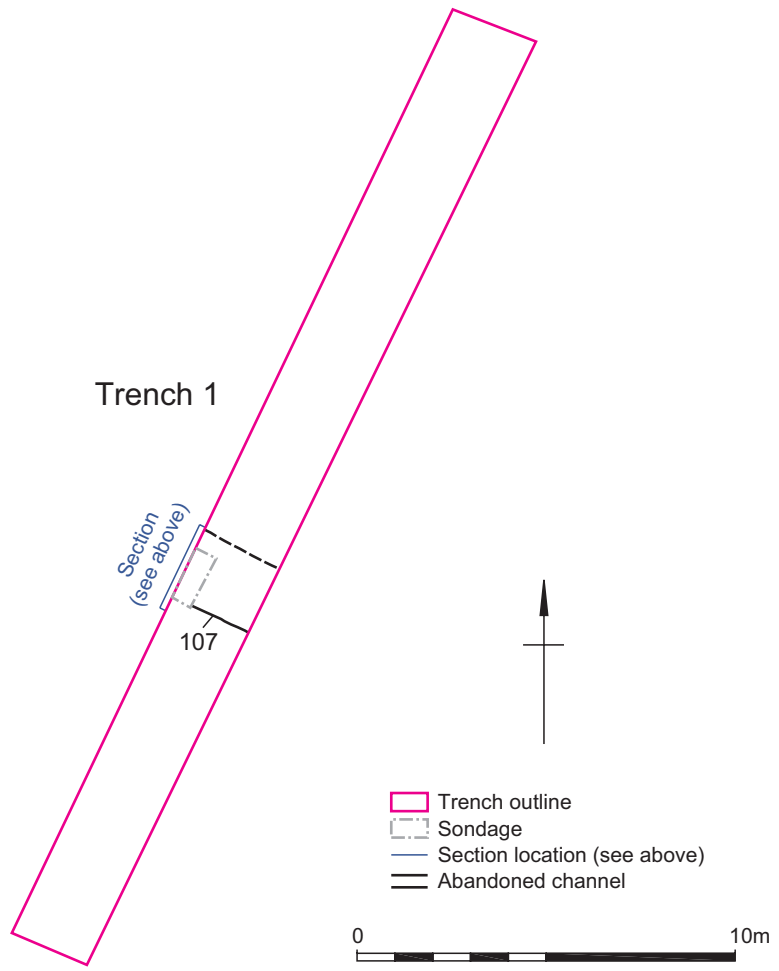 Trench 1
Section
(see above)
107
Trench outline
Sondage
Section location (see above)
Abandoned channel
0
10m